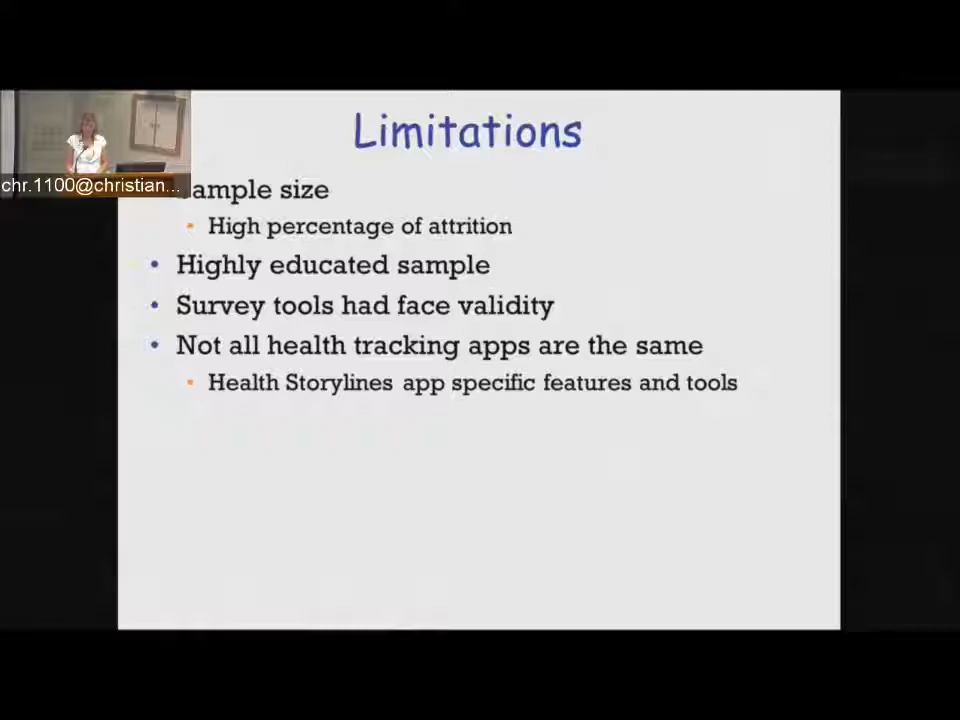 Limitations
chr.1100@christian...
ample size
▪ High percentage of attrition
• Highly educated sample
• Survey tools had face validity
• Not all health tracking apps are the same
▪ Health Storylines app specific features and tools